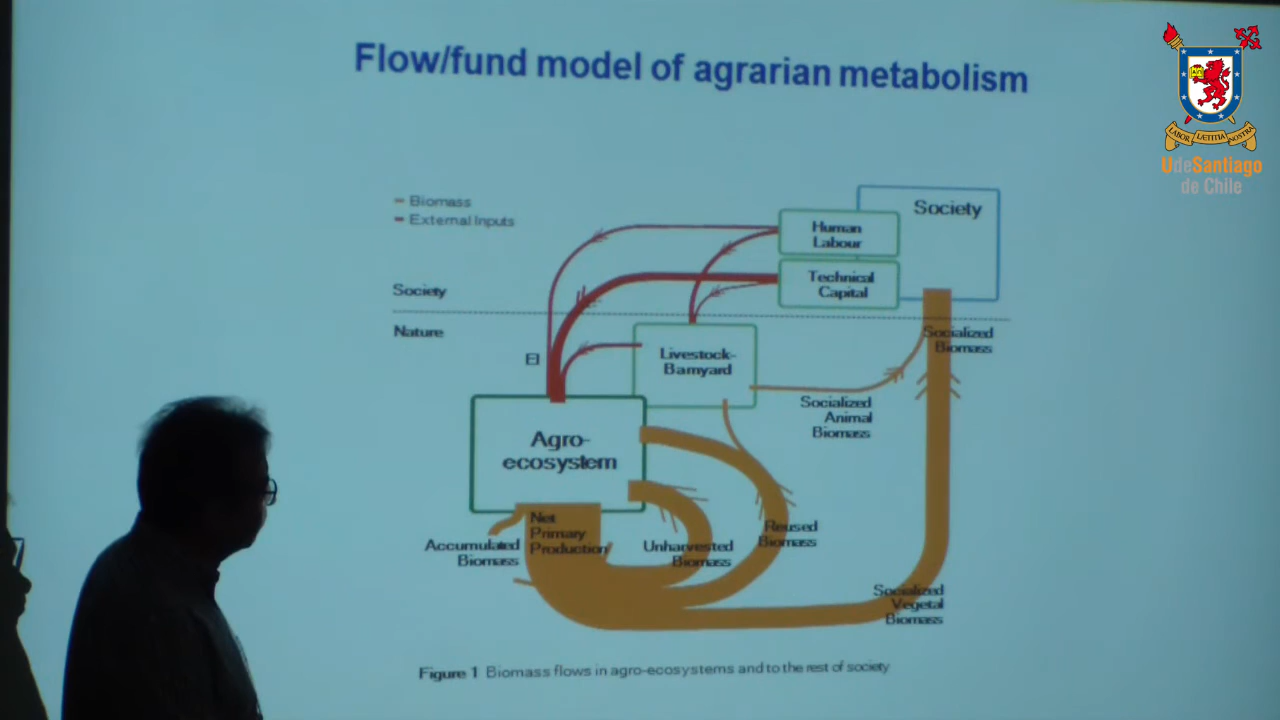 Flow/fund model of agrarian metabolism
LABOR LÆTITIA NOSTRA
UdeSantiago
de Chile
Biomass
External Inputs
Society
Human
Labour
Technical
Capital
Society
Nature
EI
Livestock-
Barnyard
Socialized
Biomass
Socialized
Animal
Biomass
Agro-
ecosystem
Net
Primary
Production
Accumulated
Biomass
Unharvested
Biomass
Reused
Biomass
Socialized
Vegetal
Biomass
Figure 1 Biomass flows in agro-ecosystems and to the rest of society